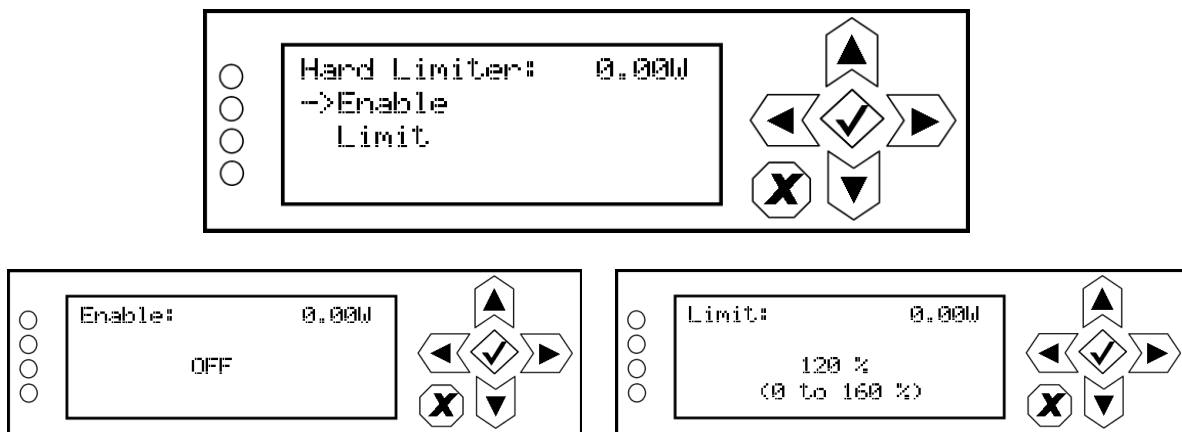 Hard Limiter: 0.00W
->Enable
Limit
Enable: 0.00W
OFF
Limit: 0.00W
120 %
(0 to 160 %)